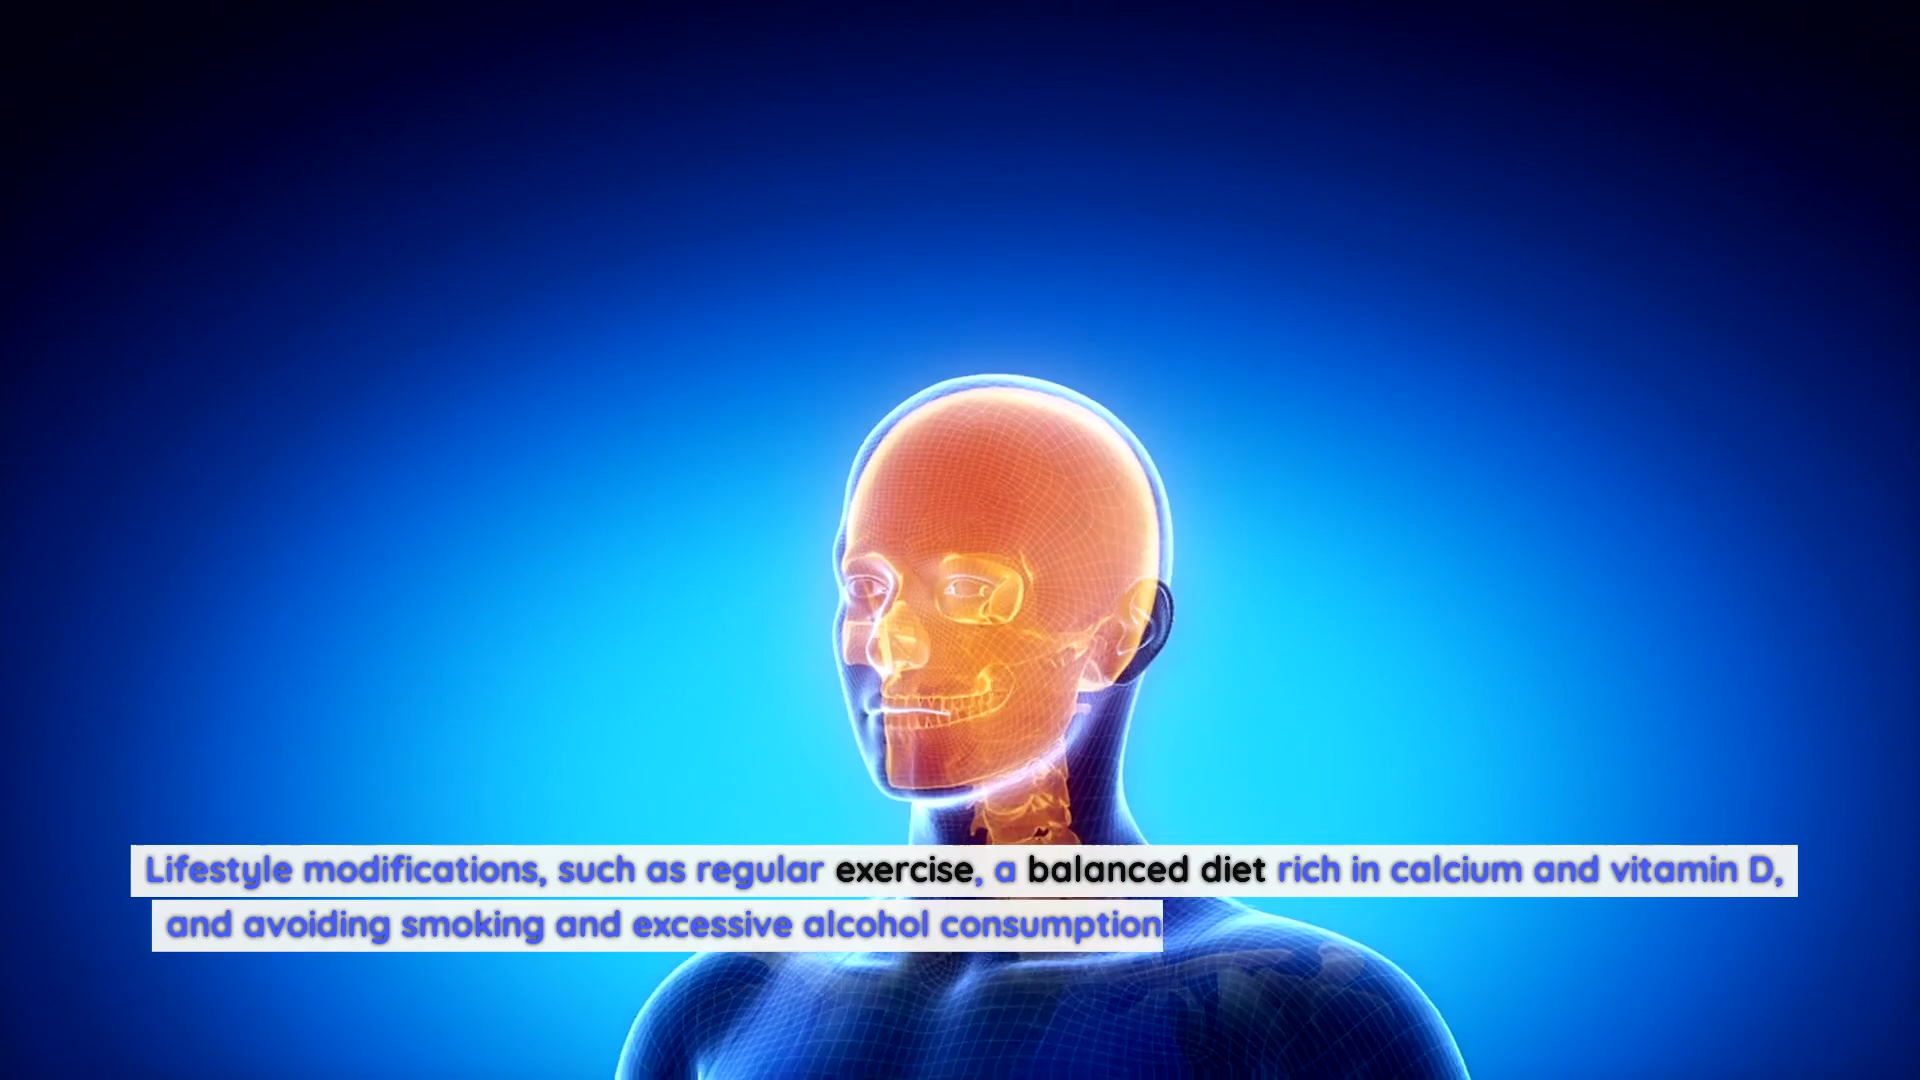 Lifestyle modifications, such as regular exercise, a balanced diet rich in calcium and vitamin D,
and avoiding smoking and excessive alcohol consumption